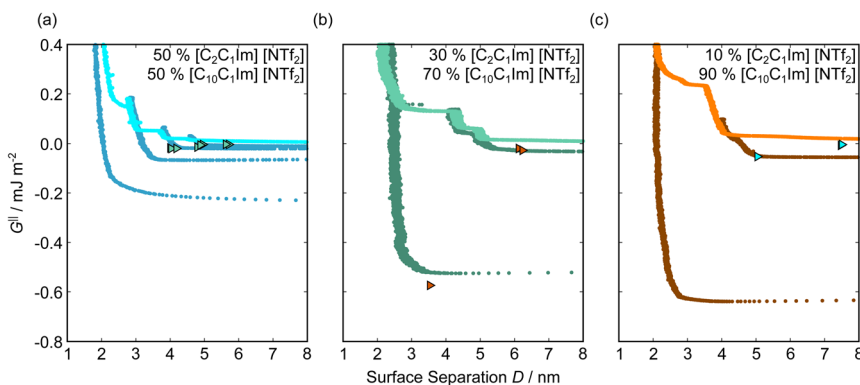 (a)
(b)
(c)
50 % [C₂C₁Im] [NTf₂]
50 % [C₁₀C₁Im] [NTf₂]
30 % [C₂C₁Im] [NTf₂]
70 % [C₁₀C₁Im] [NTf₂]
10 % [C₂C₁Im] [NTf₂]
90 % [C₁₀C₁Im] [NTf₂]
G|| / mJ m⁻²
0.4
0.2
0.0
-0.2
-0.4
-0.6
-0.8
1 2 3 4 5 6 7 8
1 2 3 4 5 6 7 8
1 2 3 4 5 6 7 8
Surface Separation D / nm